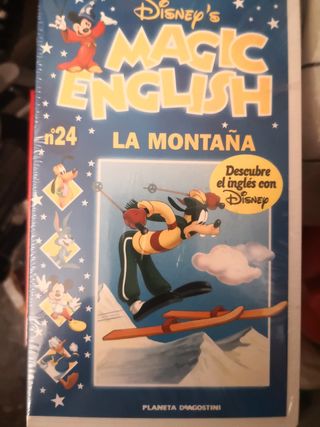 Disney's
MAGIC
ENGLISH
nº24
LA MONTAÑA
Descubre
el inglés con
Disney
PLANETA DEAGOSTINI